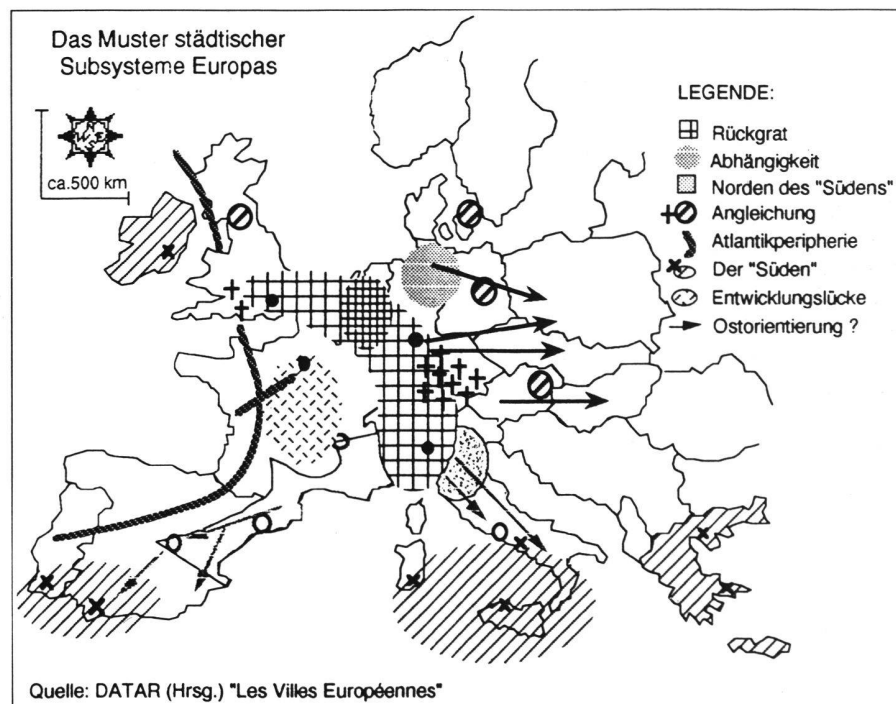 Das Muster städtischer
Subsysteme Europas
N
W E
S
ca.500 km
LEGENDE:
Rückgrat
Abhängigkeit
Norden des "Südens"
Angleichung
Atlantikperipherie
Der "Süden"
Entwicklungslücke
Ostorientierung ?
Quelle: DATAR (Hrsg.) "Les Villes Européennes"